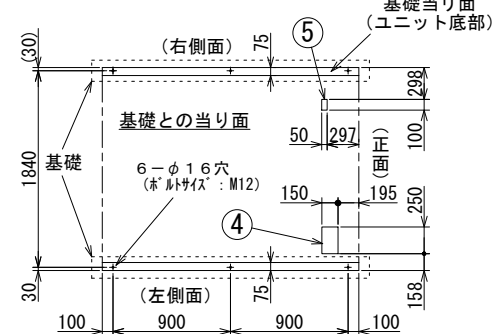 基礎当り面
(ユニット底部)
(右側面)
75
⑤
(30)
298
基礎との当り面
50
297
100
(正面)
1840
基礎
6-φ16穴
(ボルトサイズ:M12)
150
195
250
④
30
(左側面)
75
158
100
900
900
100